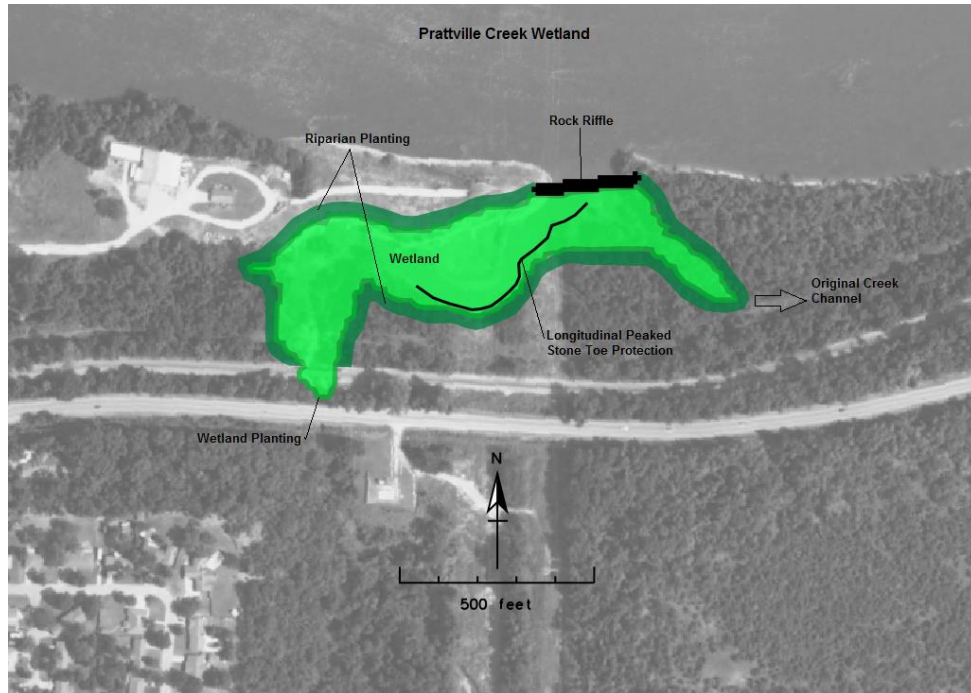 Prattville Creek Wetland
Rock Riffle
Riparian Planting
Wetland
Original Creek
Channel
Longitudinal Peaked
Stone Toe Protection
Wetland Planting
N
500 feet